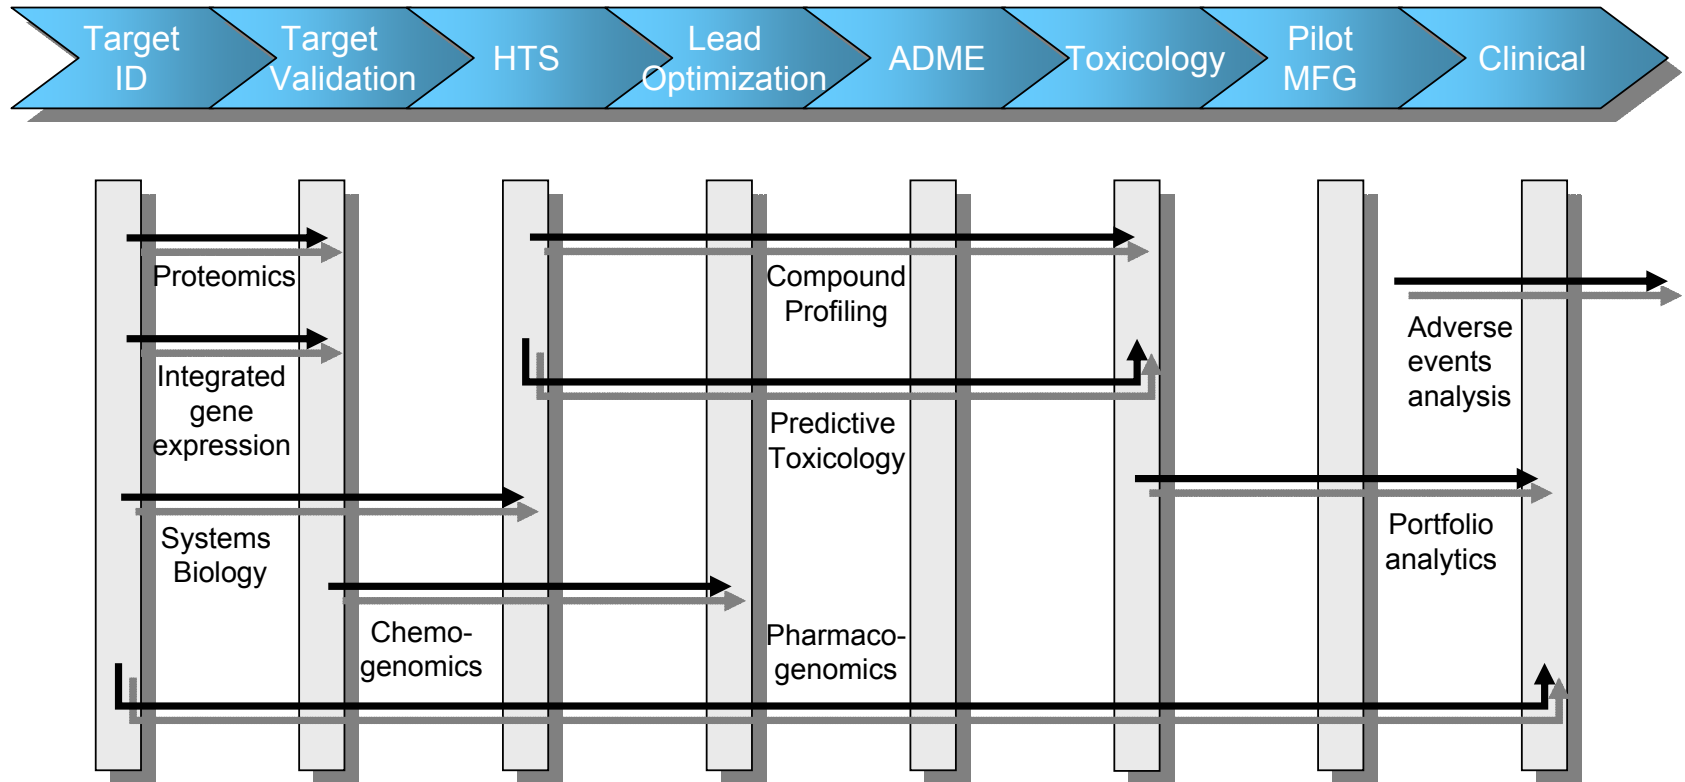 Target
ID
Target
Validation
HTS
Lead
Optimization
ADME
Toxicology
Pilot
MFG
Clinical
Proteomics
Integrated
gene
expression
Systems
Biology
Chemo-
genomics
Compound
Profiling
Predictive
Toxicology
Pharmaco-
genomics
Adverse
events
analysis
Portfolio
analytics